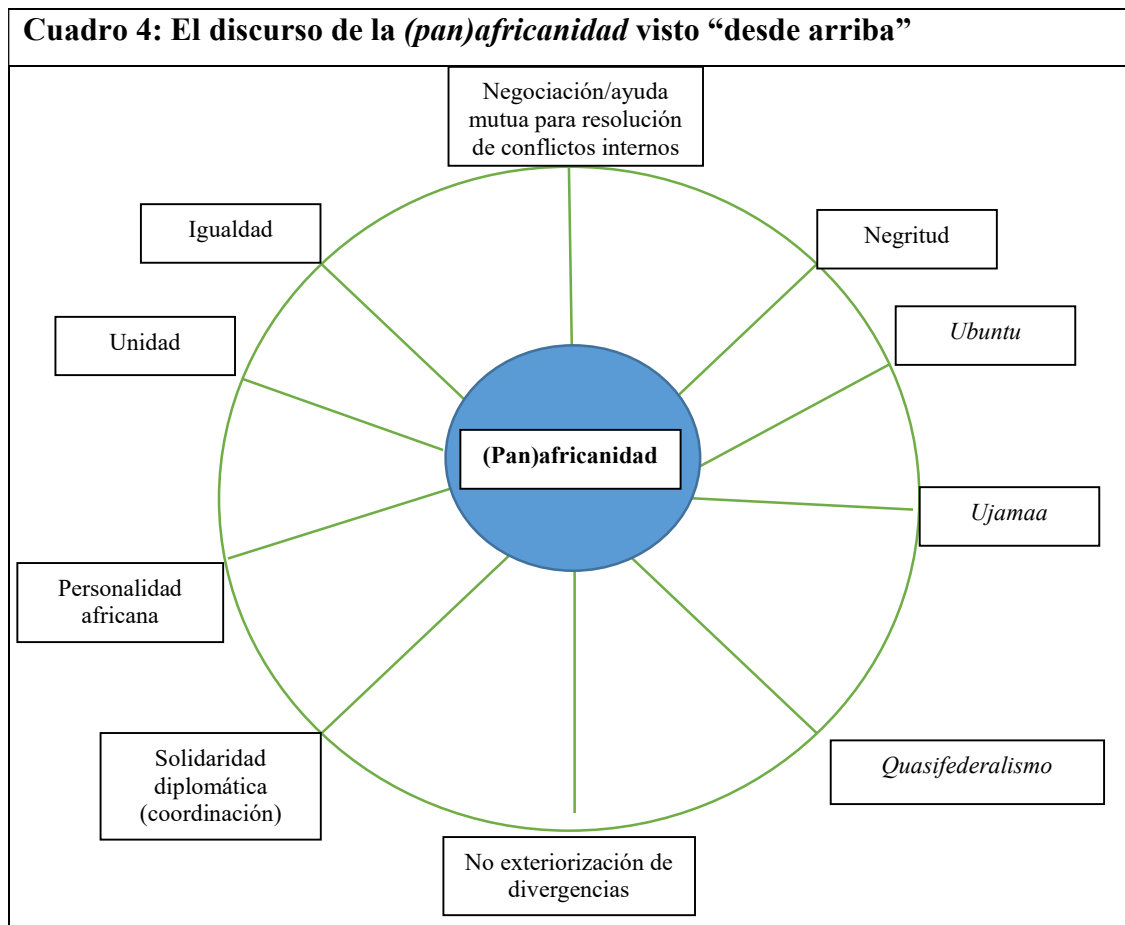 Cuadro 4: El discurso de la (pan)africanidad visto “desde arriba”
Negociación/ayuda
mutua para resolución
de conflictos internos
Igualdad
Negritud
Unidad
Ubuntu
(Pan)africanidad
Ujamaa
Personalidad
africana
Solidaridad
diplomática
(coordinación)
Quasifederalismo
No exteriorización de
divergencias